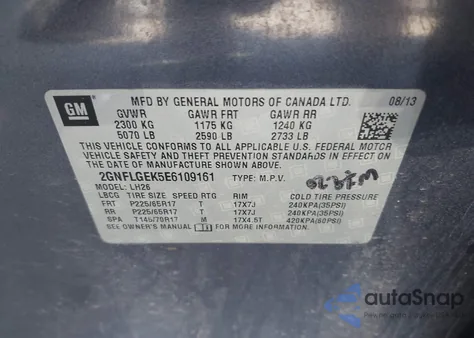 GM MFD BY GENERAL MOTORS OF CANADA LTD. 08/13
GVWR GAWR FRT GAWR RR
2300 KG 1175 KG 1240 KG
5070 LB 2590 LB 2733 LB
THIS VEHICLE CONFORMS TO ALL APPLICABLE U.S. FEDERAL MOTOR
VEHICLE SAFETY AND THEFT PREVENTION STANDARDS IN EFFECT
ON THE DATE OF MANUFACTURE SHOWN ABOVE.
2GNFLGEK5E6109161 TYPE: M.P.V.
MODEL: LH26
LBCG TIRE SIZE SPEED RTG RIM COLD TIRE PRESSURE
FRT P225/65R17 T 17X7J 240KPA(35PSI)
RR P225/65R17 T 17X7J 240KPA(35PSI)
SPA T145/70R17 M 17X4.5T 420KPA(60PSI)
SEE OWNER'S MANUAL FOR MORE INFORMATION.
autoSnap